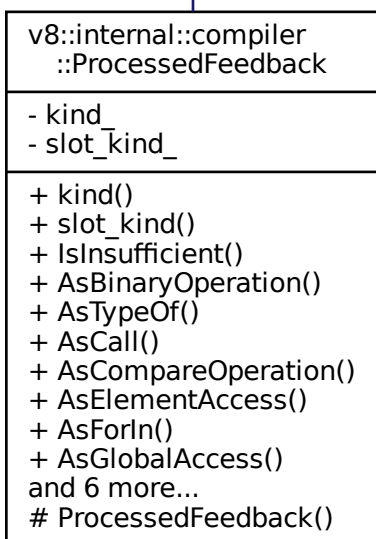 v8::internal::compiler
::ProcessedFeedback
- kind_
- slot_kind_
+ kind()
+ slot_kind()
+ IsInsufficient()
+ AsBinaryOperation()
+ AsTypeOf()
+ AsCall()
+ AsCompareOperation()
+ AsElementAccess()
+ AsForIn()
+ AsGlobalAccess()
and 6 more...
# ProcessedFeedback()